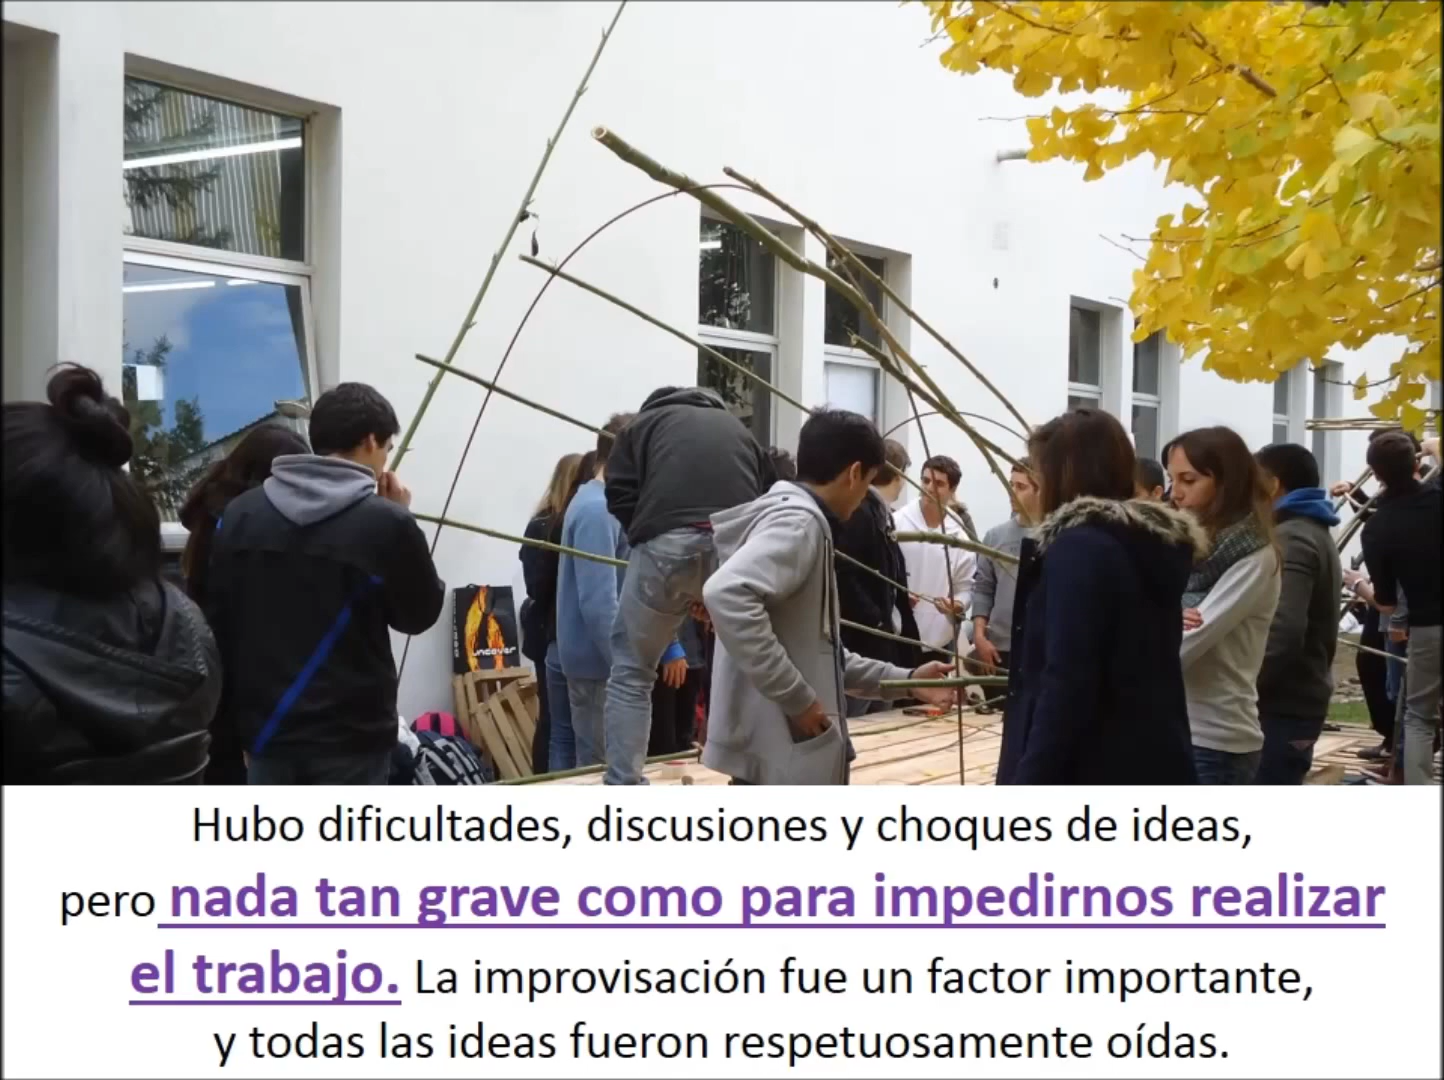 uncover
Hubo dificultades, discusiones y choques de ideas,
pero nada tan grave como para impedirnos realizar
el trabajo. La improvisación fue un factor importante,
y todas las ideas fueron respetuosamente oídas.